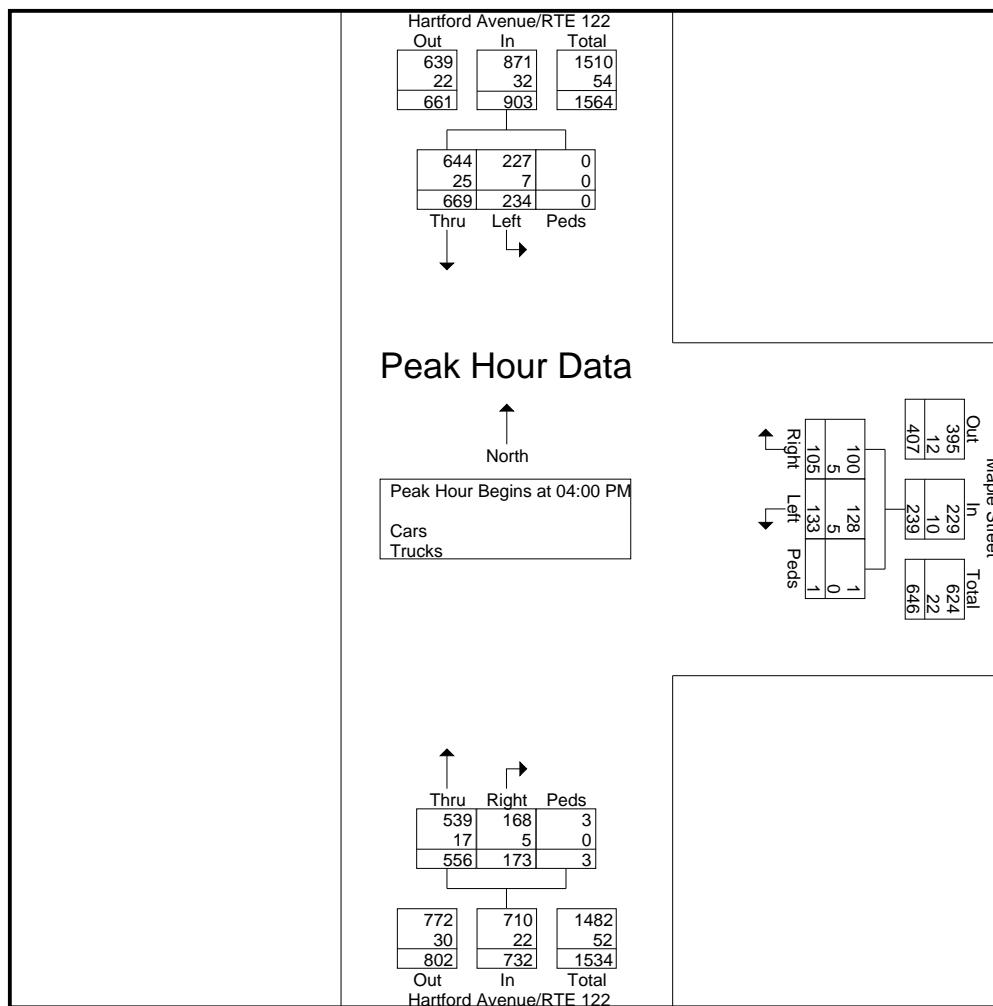 Hartford Avenue/RTE 122
Out In Total
639 871 1510
22 32 54
661 903 1564
644 227 0
25 7 0
669 234 0
Thru Left Peds
Peak Hour Data
North
Peak Hour Begins at 04:00 PM
Cars
Trucks
Maple Street
Out In Total
395 229 624
12 10 22
407 239 646
100 128 1
5 5 0
105 133 1
Right Left Peds
Thru Right Peds
539 168 3
17 5 0
556 173 3
772 710 1482
30 22 52
802 732 1534
Out In Total
Hartford Avenue/RTE 122